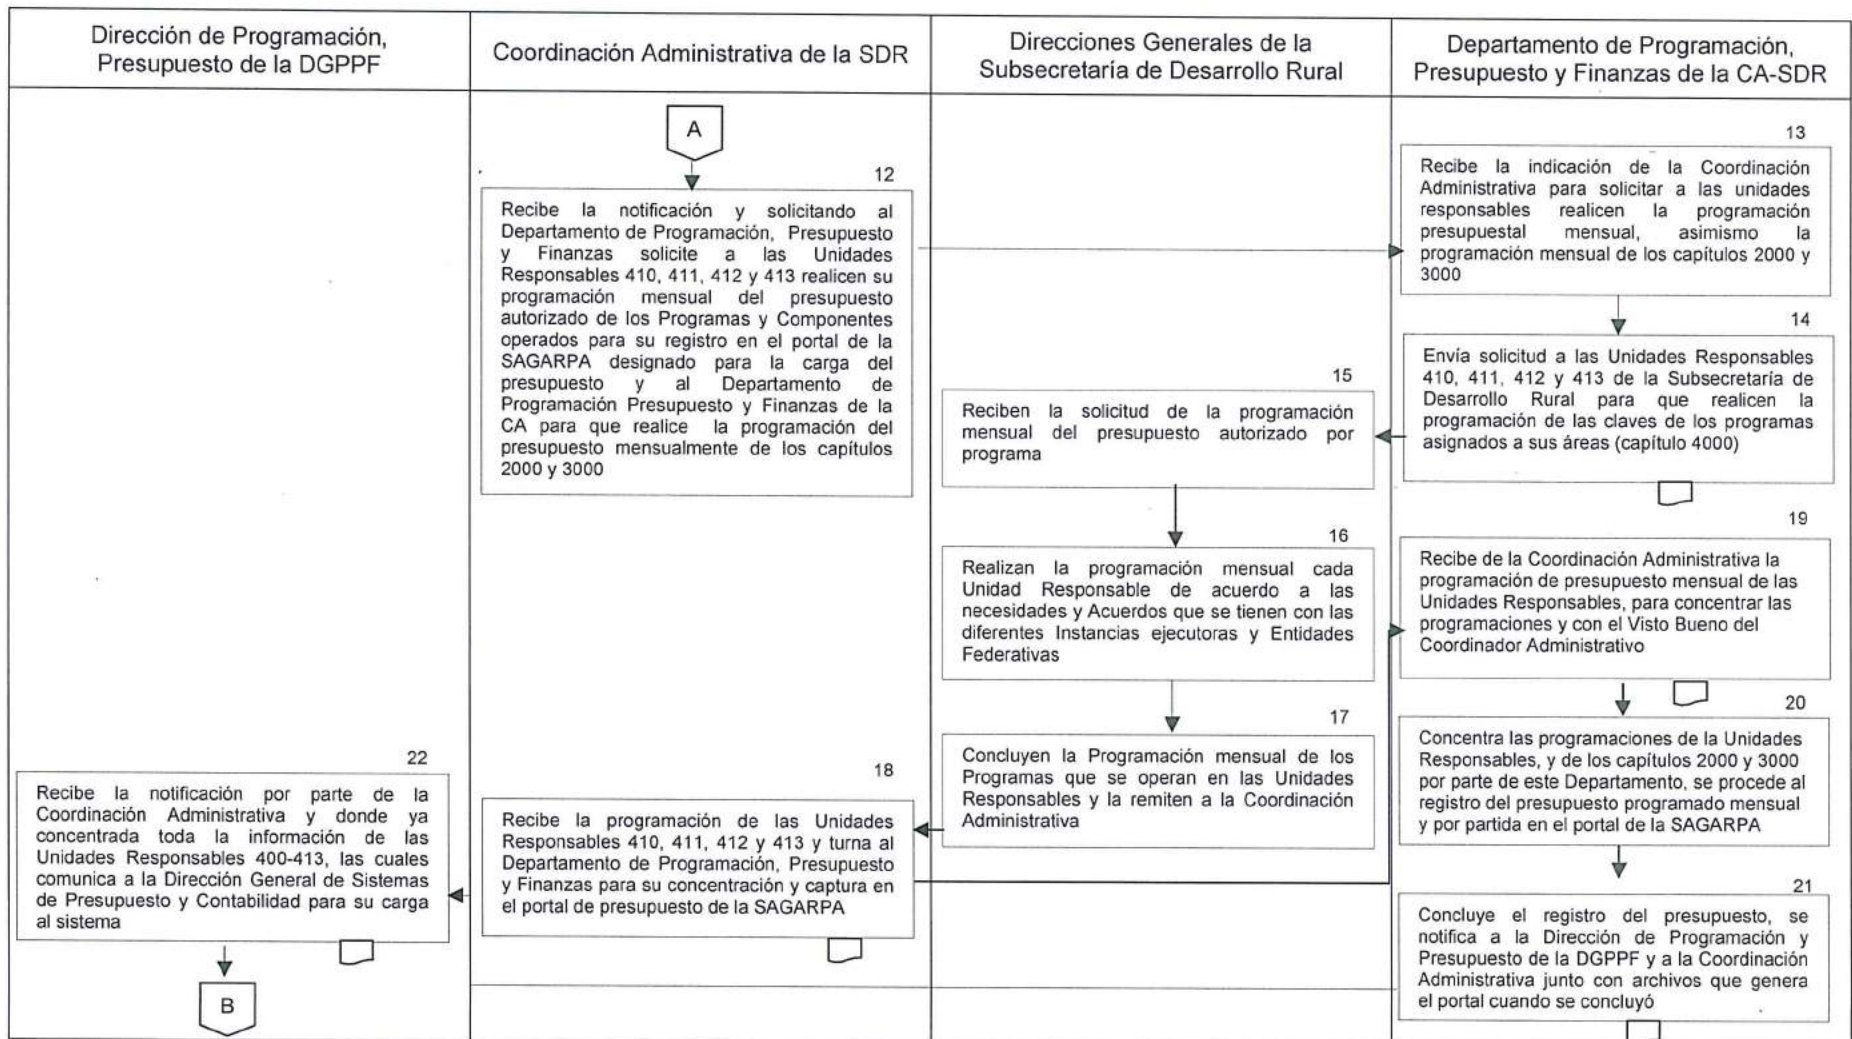 Dirección de Programación,
Presupuesto de la DGPPF
Coordinación Administrativa de la SDR
Direcciones Generales de la
Subsecretaría de Desarrollo Rural
Departamento de Programación,
Presupuesto y Finanzas de la CA-SDR
A
12
Recibe la notificación y solicitando al
Departamento de Programación, Presupuesto
y Finanzas solicite a las Unidades
Responsables 410, 411, 412 y 413 realicen su
programación mensual del presupuesto
autorizado de los Programas y Componentes
operados para su registro en el portal de la
SAGARPA designado para la carga del
presupuesto y al Departamento de
Programación Presupuesto y Finanzas de la
CA para que realice la programación del
presupuesto mensualmente de los capítulos
2000 y 3000
13
Recibe la indicación de la Coordinación
Administrativa para solicitar a las unidades
responsables realicen la programación
presupuestal mensual, asimismo la
programación mensual de los capítulos 2000 y
3000
14
Envía solicitud a las Unidades Responsables
410, 411, 412 y 413 de la Subsecretaría de
Desarrollo Rural para que realicen la
programación de las claves de los programas
asignados a sus áreas (capítulo 4000)
15
Reciben la solicitud de la programación
mensual del presupuesto autorizado por
programa
16
Realizan la programación mensual cada
Unidad Responsable de acuerdo a las
necesidades y Acuerdos que se tienen con las
diferentes Instancias ejecutoras y Entidades
Federativas
17
Concluyen la Programación mensual de los
Programas que se operan en las Unidades
Responsables y la remiten a la Coordinación
Administrativa
18
Recibe la programación de las Unidades
Responsables 410, 411, 412 y 413 y turna al
Departamento de Programación, Presupuesto
y Finanzas para su concentración y captura en
el portal de presupuesto de la SAGARPA
19
Recibe de la Coordinación Administrativa la
programación de presupuesto mensual de las
Unidades Responsables, para concentrar las
programaciones y con el Visto Bueno del
Coordinador Administrativo
20
Concentra las programaciones de la Unidades
Responsables, y de los capítulos 2000 y 3000
por parte de este Departamento, se procede al
registro del presupuesto programado mensual
y por partida en el portal de la SAGARPA
21
Concluye el registro del presupuesto, se
notifica a la Dirección de Programación y
Presupuesto de la DGPPF y a la Coordinación
Administrativa junto con archivos que genera
el portal cuando se concluyó
22
Recibe la notificación por parte de la
Coordinación Administrativa y donde ya
concentrada toda la información de las
Unidades Responsables 400-413, las cuales
comunica a la Dirección General de Sistemas
de Presupuesto y Contabilidad para su carga
al sistema
B